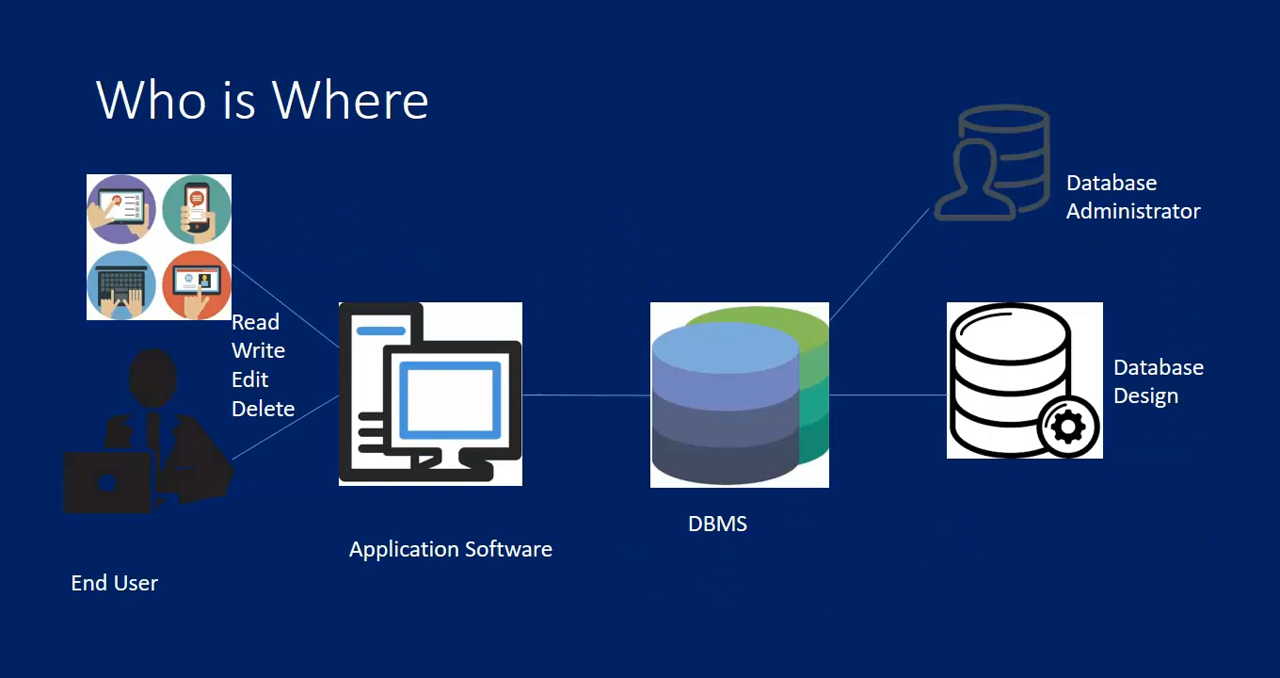 Who is Where
Database
Administrator
Read
Write
Edit
Delete
Database
Design
DBMS
Application Software
End User